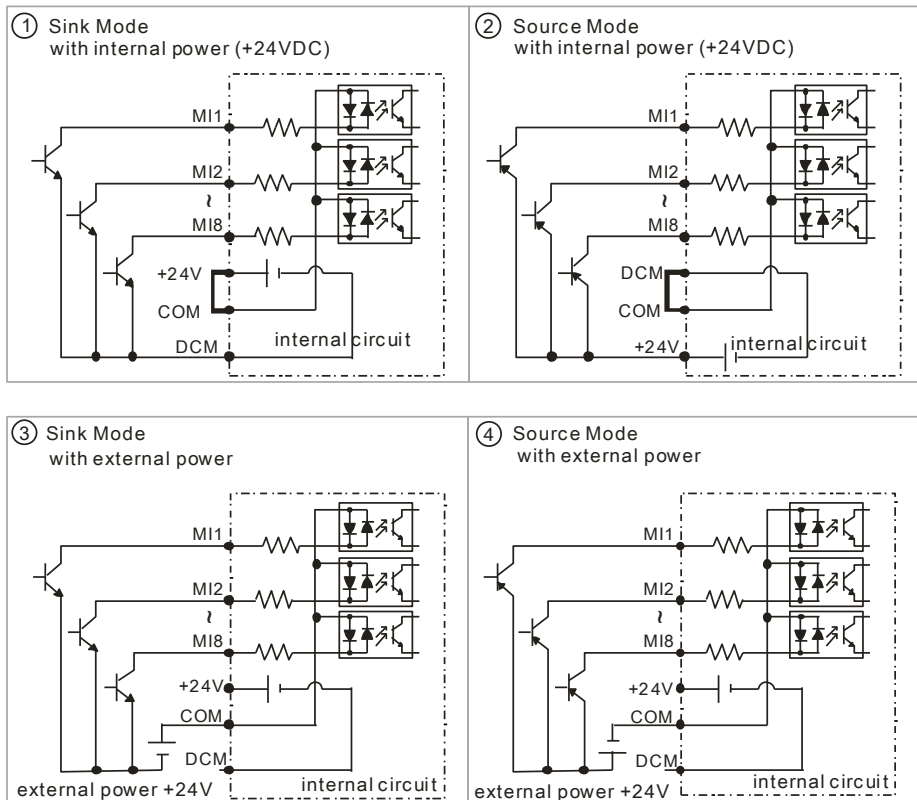 ① Sink Mode
with internal power (+24VDC)
MI1
MI2
~
MI8
+24V
COM
DCM
internal circuit
② Source Mode
with internal power (+24VDC)
MI1
MI2
~
MI8
DCM
COM
+24V
internal circuit
③ Sink Mode
with external power
MI1
MI2
~
MI8
+24V
COM
DCM
external power +24V
internal circuit
④ Source Mode
with external power
MI1
MI2
~
MI8
+24V
COM
DCM
external power +24V
internal circuit